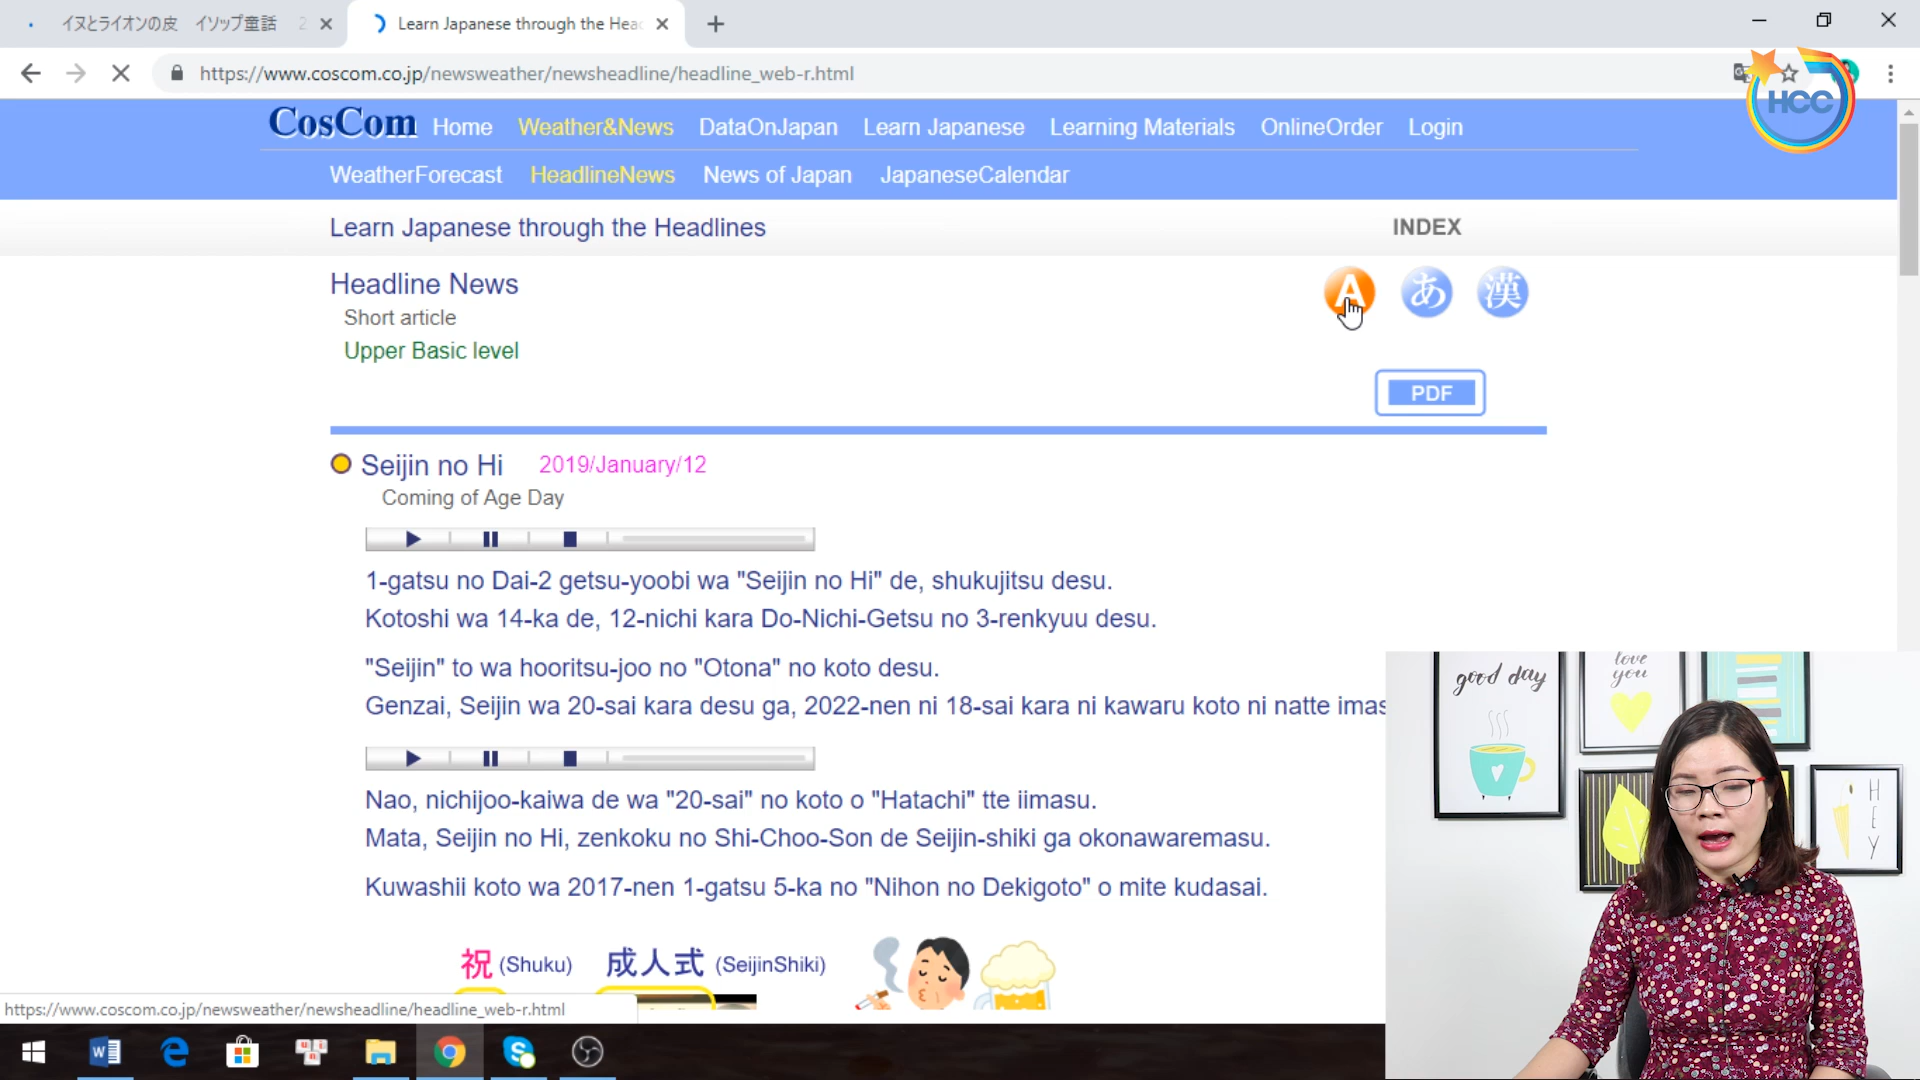 イヌとライオンの皮 イソップ童話 2
Learn Japanese through the Head
https://www.coscom.co.jp/newsweather/newsheadline/headline_web-r.html
HCC
CosCom Home Weather&News DataOnJapan Learn Japanese Learning Materials OnlineOrder Login
WeatherForecast HeadlineNews News of Japan JapaneseCalendar
Learn Japanese through the Headlines INDEX
Headline News A あ 漢
Short article
Upper Basic level
PDF
Seijin no Hi 2019/January/12
Coming of Age Day
1-gatsu no Dai-2 getsu-yoobi wa "Seijin no Hi" de, shukujitsu desu.
Kotoshi wa 14-ka de, 12-nichi kara Do-Nichi-Getsu no 3-renkyuu desu.
"Seijin" to wa hooritsu-joo no "Otona" no koto desu.
Genzai, Seijin wa 20-sai kara desu ga, 2022-nen ni 18-sai kara ni kawaru koto ni natte imas
Nao, nichijoo-kaiwa de wa "20-sai" no koto o "Hatachi" tte iimasu.
Mata, Seijin no Hi, zenkoku no Shi-Choo-Son de Seijin-shiki ga okonawaremasu.
Kuwashii koto wa 2017-nen 1-gatsu 5-ka no "Nihon no Dekigoto" o mite kudasai.
祝 (Shuku) 成人式 (SeijinShiki)
https://www.coscom.co.jp/newsweather/newsheadline/headline_web-r.html
good day
love
you
HEY